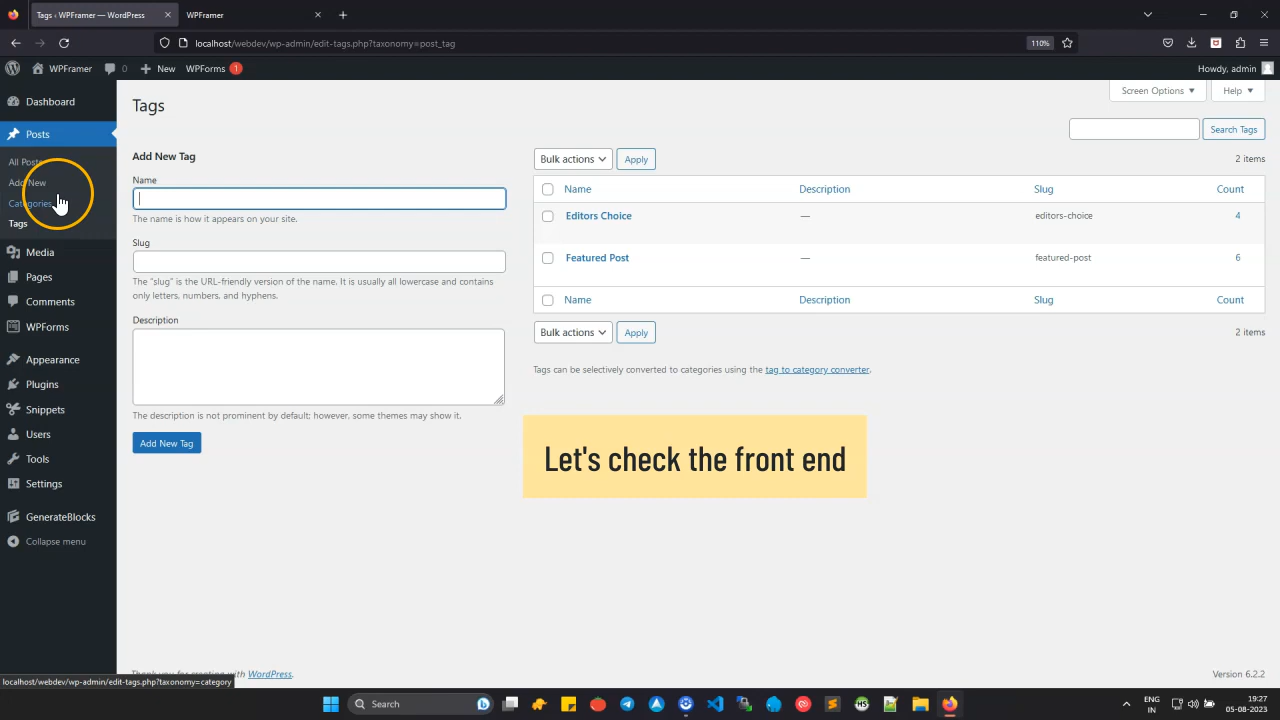 Tags ‹ WPFramer — WordPress
WPFramer
localhost/webdev/wp-admin/edit-tags.php?taxonomy=post_tag
110%
WPFramer
0
New
WPForms
1
Howdy, admin
Dashboard
Posts
All Posts
Add New
Categories
Tags
Media
Pages
Comments
WPForms
Appearance
Plugins
Snippets
Users
Tools
Settings
GenerateBlocks
Collapse menu
Tags
Screen Options
Help
Search Tags
Add New Tag
Name
The name is how it appears on your site.
Slug
The “slug” is the URL-friendly version of the name. It is usually all lowercase and contains
only letters, numbers, and hyphens.
Description
The description is not prominent by default; however, some themes may show it.
Add New Tag
Bulk actions
Apply
2 items
Name Description Slug Count
Editors Choice — editors-choice 4
Featured Post — featured-post 6
Name Description Slug Count
Bulk actions
Apply
2 items
Tags can be selectively converted to categories using the tag to category converter.
Let's check the front end
Thank you for creating with WordPress.
Version 6.2.2
localhost/webdev/wp-admin/edit-tags.php?taxonomy=category
Search
HS
ENG
IN
19:27
05-08-2023